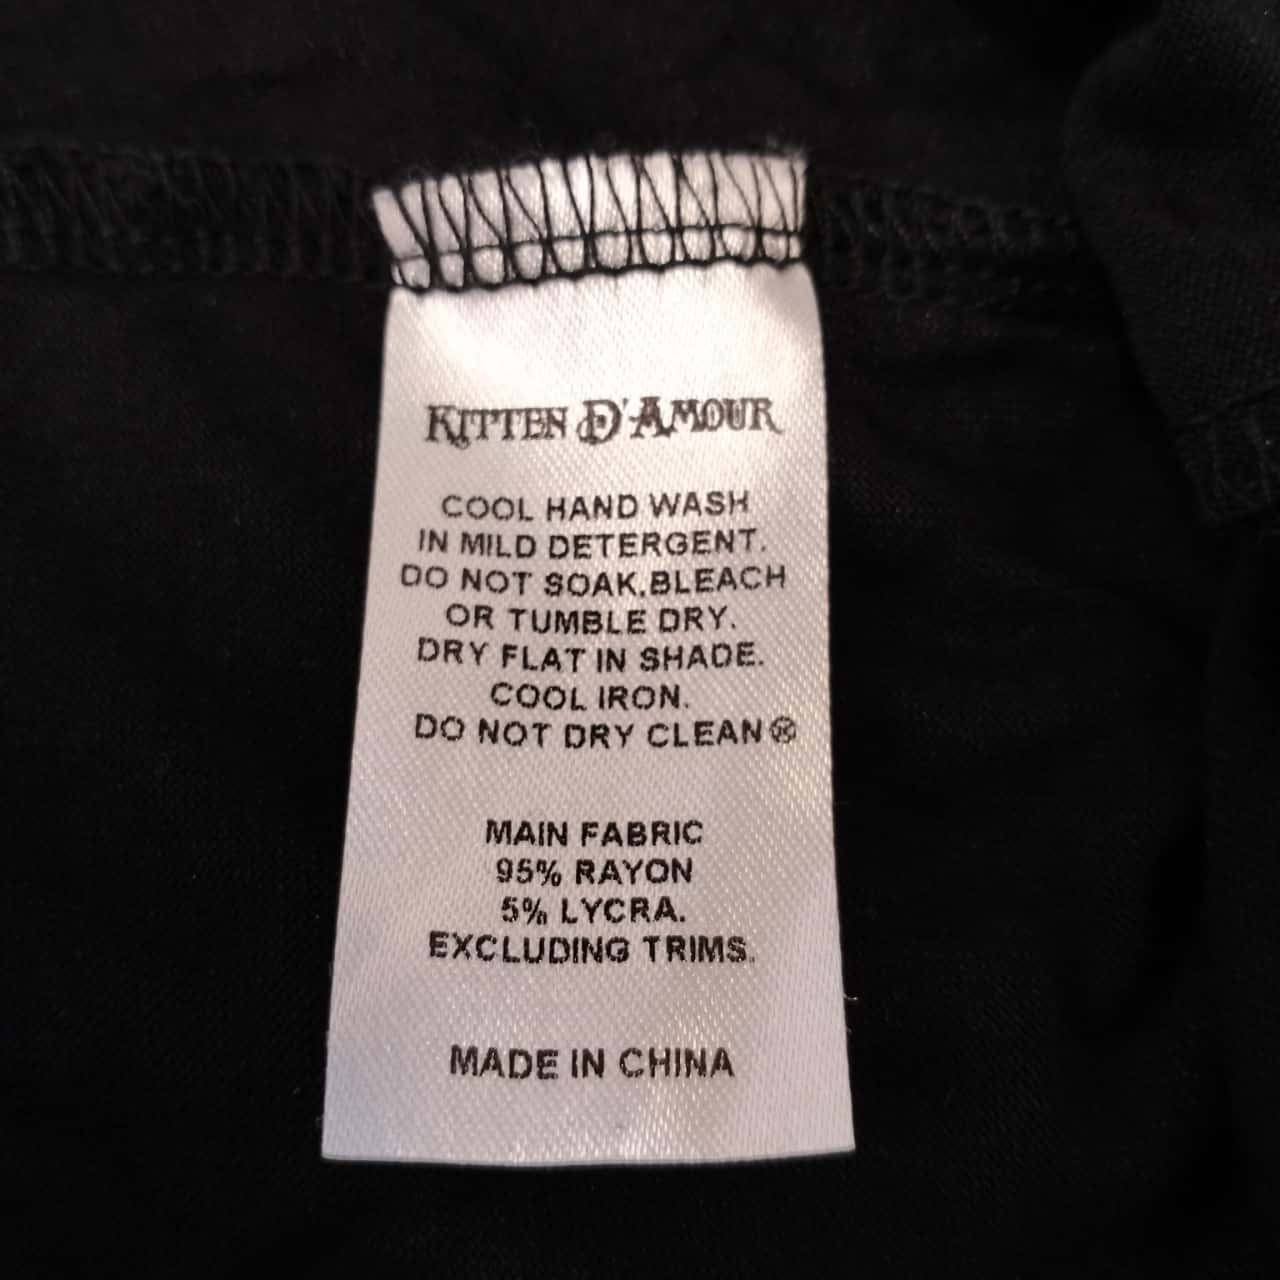 KITTEN D'AMOUR
COOL HAND WASH
IN MILD DETERGENT.
DO NOT SOAK,BLEACH
OR TUMBLE DRY.
DRY FLAT IN SHADE.
COOL IRON.
DO NOT DRY CLEAN
MAIN FABRIC
95% RAYON
5% LYCRA.
EXCLUDING TRIMS.
MADE IN CHINA